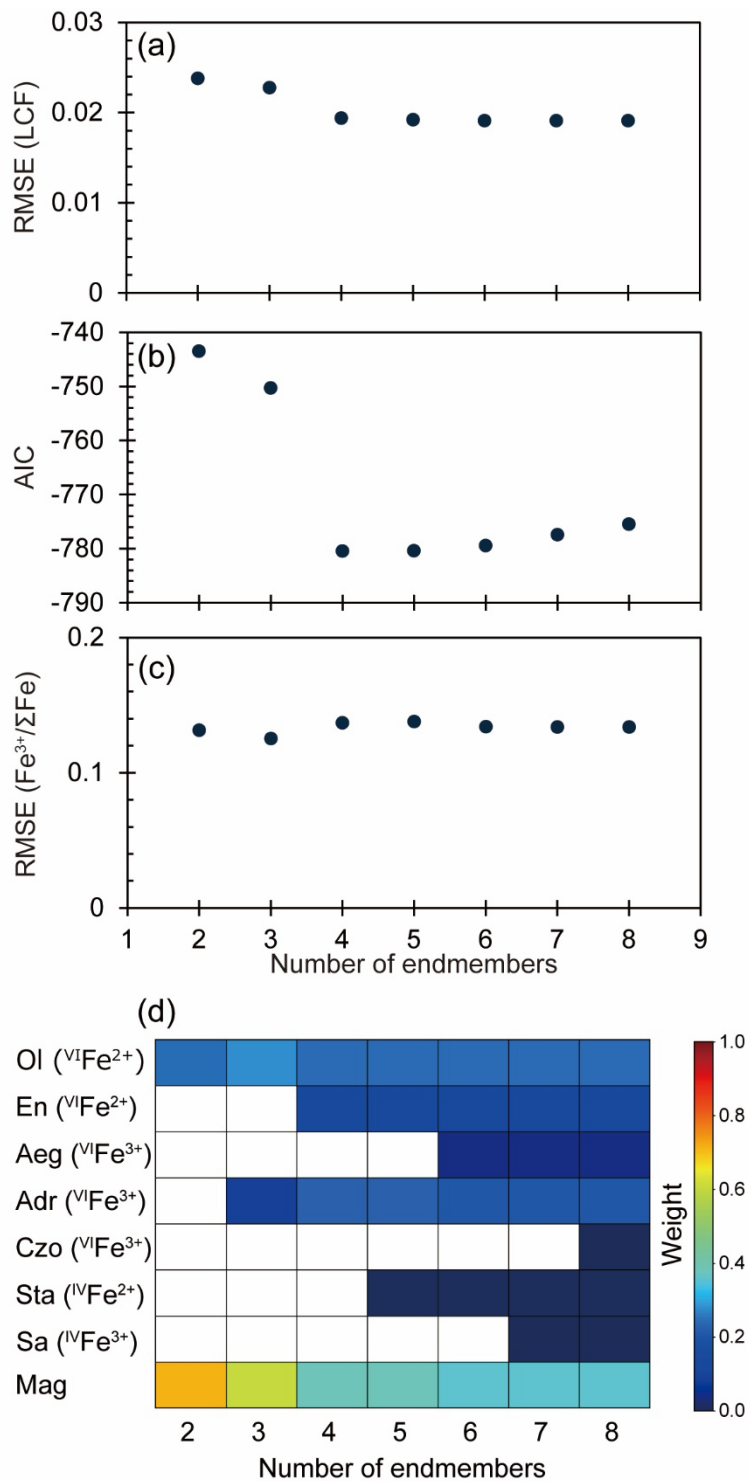 (a)
RMSE (LCF)
0.03
0.02
0.01
0
(b)
AIC
-740
-750
-760
-770
-780
-790
(c)
RMSE (Fe³⁺/ΣFe)
0.2
0.1
0
1 2 3 4 5 6 7 8 9
Number of endmembers
(d)
Ol (ⱽᴵFe²⁺)
En (ⱽᴵFe²⁺)
Aeg (ⱽᴵFe³⁺)
Adr (ⱽᴵFe³⁺)
Czo (ⱽᴵFe³⁺)
Sta (ᴵⱽFe²⁺)
Sa (ᴵⱽFe³⁺)
Mag
2 3 4 5 6 7 8
Number of endmembers
1.0
0.8
0.6
0.4
0.2
0.0
Weight